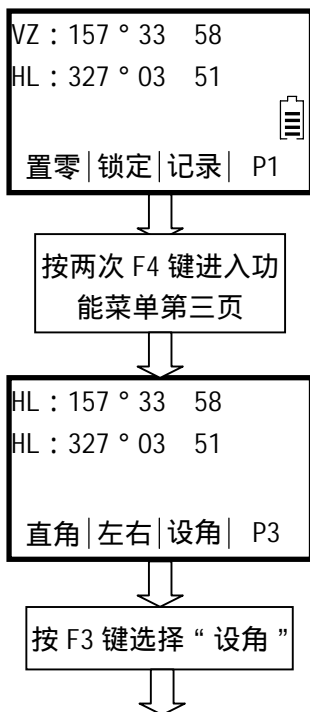 VZ：157 ° 33   58
HL：327 ° 03   51
置零│锁定│记录│  P1
按两次 F4 键进入功
能菜单第三页
HL：157 ° 33   58
HL：327 ° 03   51
直角│左右│设角│  P3
按 F3 键选择“设角”